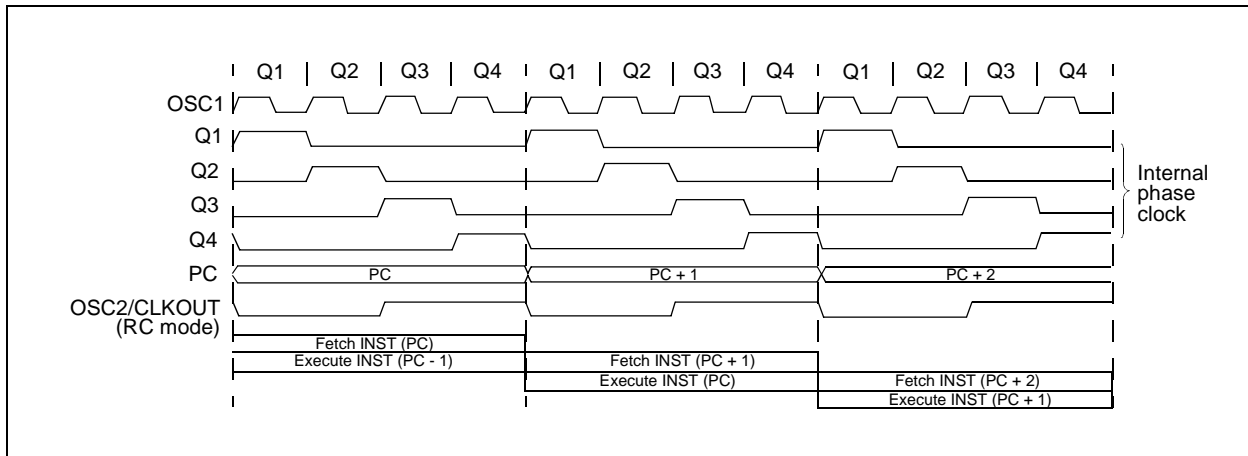 Q1 Q2 Q3 Q4 Q1 Q2 Q3 Q4 Q1 Q2 Q3 Q4
OSC1
Q1
Q2
Q3
Q4
PC
PC PC + 1 PC + 2
OSC2/CLKOUT
(RC mode)
Internal
phase
clock
Fetch INST (PC)
Execute INST (PC - 1) Fetch INST (PC + 1)
Execute INST (PC) Fetch INST (PC + 2)
Execute INST (PC + 1)